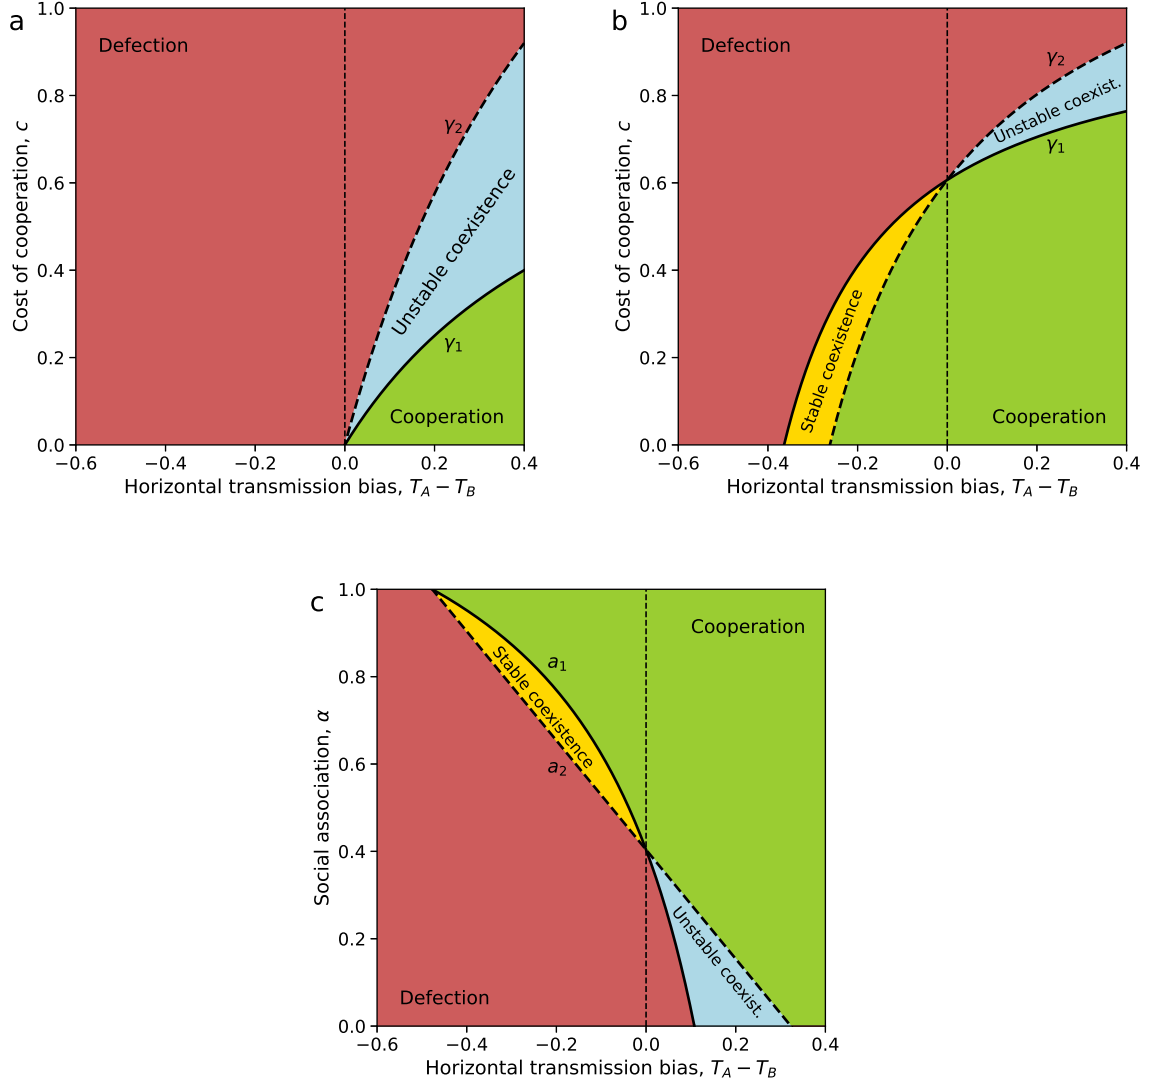 a
Defection
γ2
Unstable coexistence
γ1
Cooperation
1.0
0.8
0.6
0.4
0.2
0.0
Cost of cooperation, c
−0.6 −0.4 −0.2 0.0 0.2 0.4
Horizontal transmission bias, TA − TB
b
Defection
γ2
Unstable coexist.
γ1
Stable coexistence
Cooperation
1.0
0.8
0.6
0.4
0.2
0.0
Cost of cooperation, c
−0.6 −0.4 −0.2 0.0 0.2 0.4
Horizontal transmission bias, TA − TB
c
Cooperation
a1
Stable coexistence
a2
Unstable coexist.
Defection
1.0
0.8
0.6
0.4
0.2
0.0
Social association, α
−0.6 −0.4 −0.2 0.0 0.2 0.4
Horizontal transmission bias, TA − TB